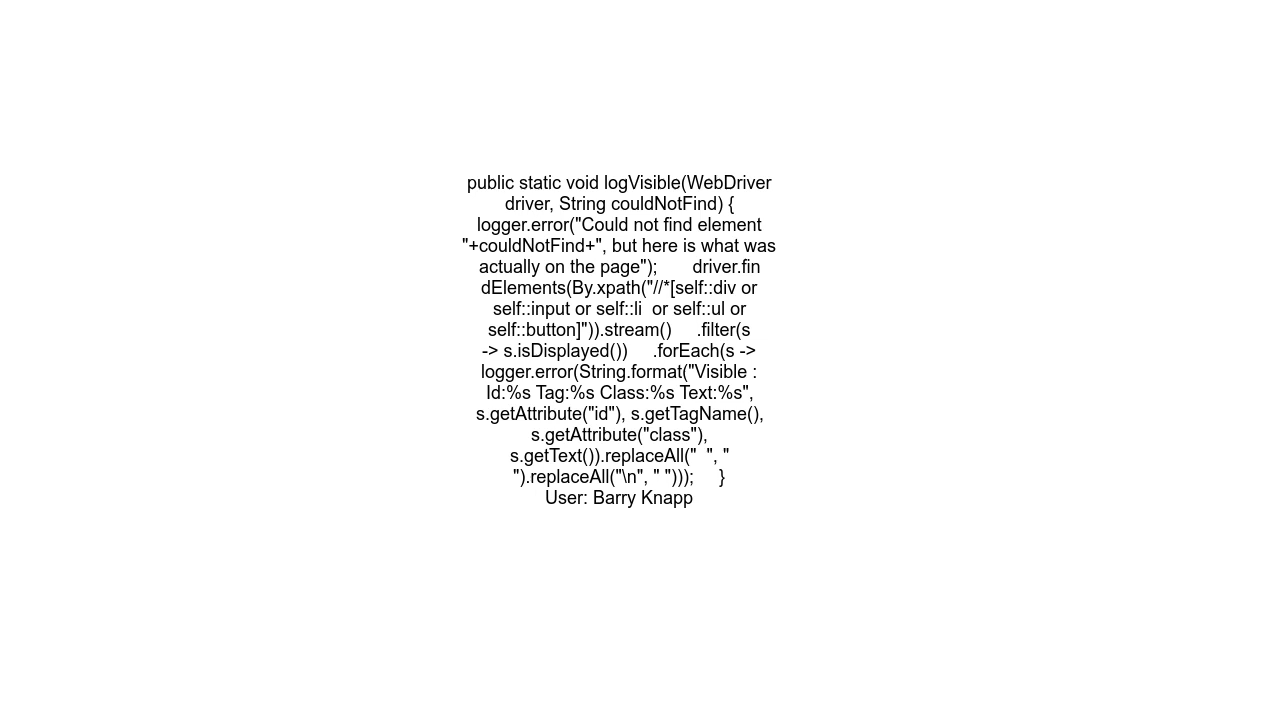 public static void logVisible(WebDriver
driver, String couldNotFind) {
logger.error("Could not find element
"+couldNotFind+", but here is what was
actually on the page");       driver.fin
dElements(By.xpath("//*[self::div or
self::input or self::li  or self::ul or
self::button]")).stream()     .filter(s
-> s.isDisplayed())     .forEach(s ->
logger.error(String.format("Visible :
Id:%s Tag:%s Class:%s Text:%s",
s.getAttribute("id"), s.getTagName(),
s.getAttribute("class"),
s.getText()).replaceAll("  ", "
").replaceAll("\n", " ")));     }
User: Barry Knapp